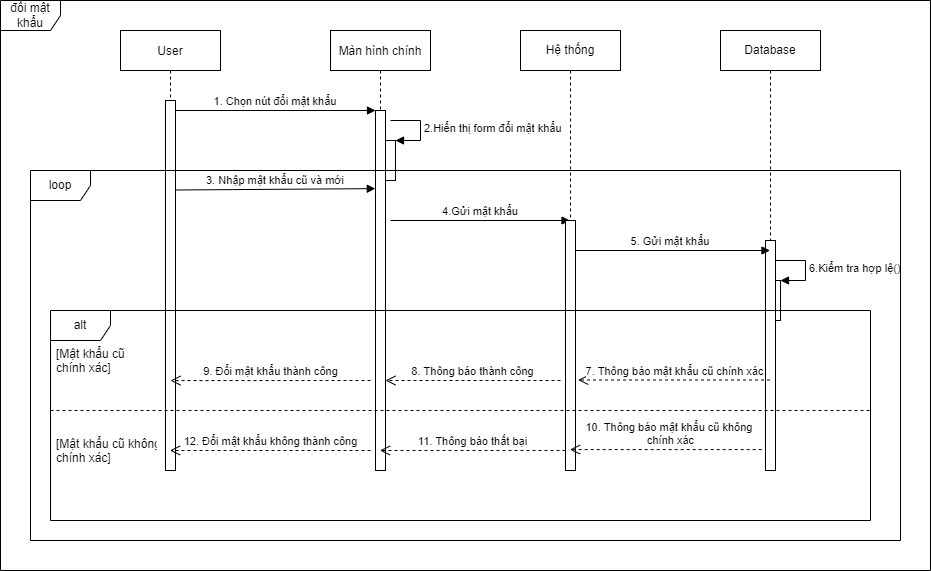 đổi mật
khẩu
User
Màn hình chính
Hệ thống
Database
1. Chọn nút đổi mật khẩu
2.Hiển thị form đổi mật khẩu
loop
3. Nhập mật khẩu cũ và mới
4.Gửi mật khẩu
5. Gửi mật khẩu
6.Kiểm tra hợp lệ()
alt
[Mật khẩu cũ
chính xác]
9. Đổi mật khẩu thành công
8. Thông báo thành công
7. Thông báo mật khẩu cũ chính xác
[Mật khẩu cũ không
chính xác]
12. Đổi mật khẩu không thành công
11. Thông báo thất bại
10. Thông báo mật khẩu cũ không
chính xác